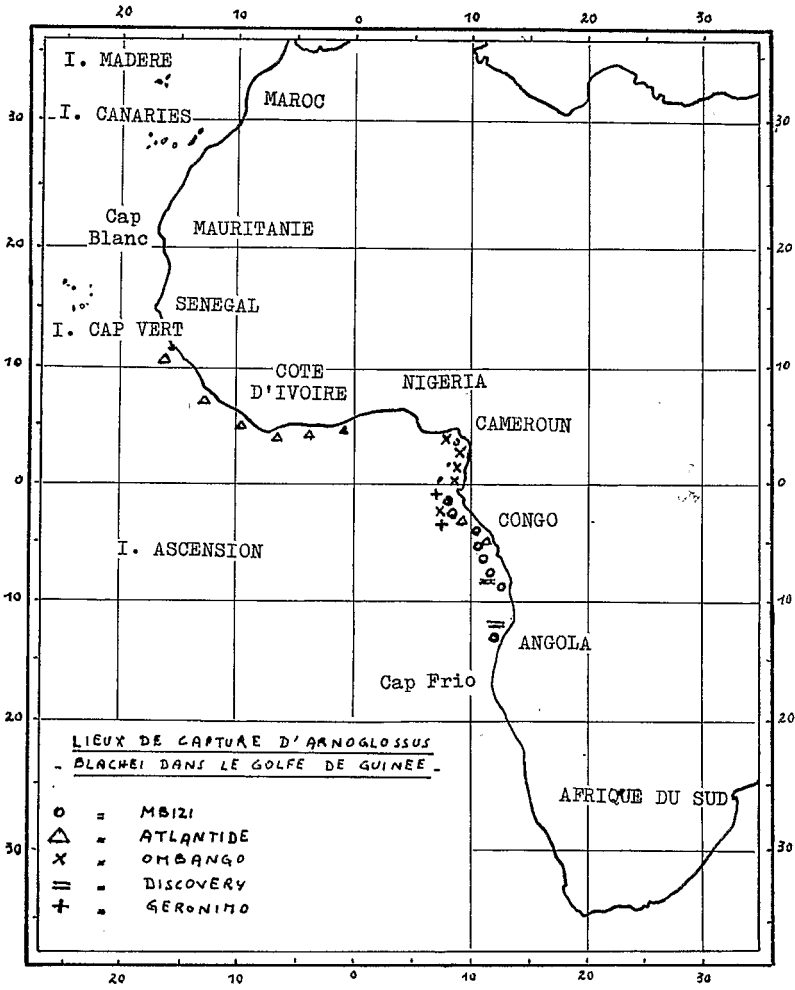 20 10 0 10 20 30
I. MADERE
MAROC
30 I. CANARIES 30
Cap
Blanc
MAURITANIE
20 20
SENEGAL
I. CAP VERT
10 10
COTE
D'IVOIRE
NIGERIA
CAMEROUN
0 0
CONGO
I. ASCENSION
10 10
ANGOLA
Cap Frio
20 20
LIEUX DE CAPTURE D'ARNOGLOSSUS
- BLACHEI DANS LE GOLFE DE GUINEE -
AFRIQUE DU SUD
O = MBIZI
△ = ATLANTIDE
30 30
X " OMBANGO
= = DISCOVERY
+ " GERONIMO
20 10 0 10 20 30